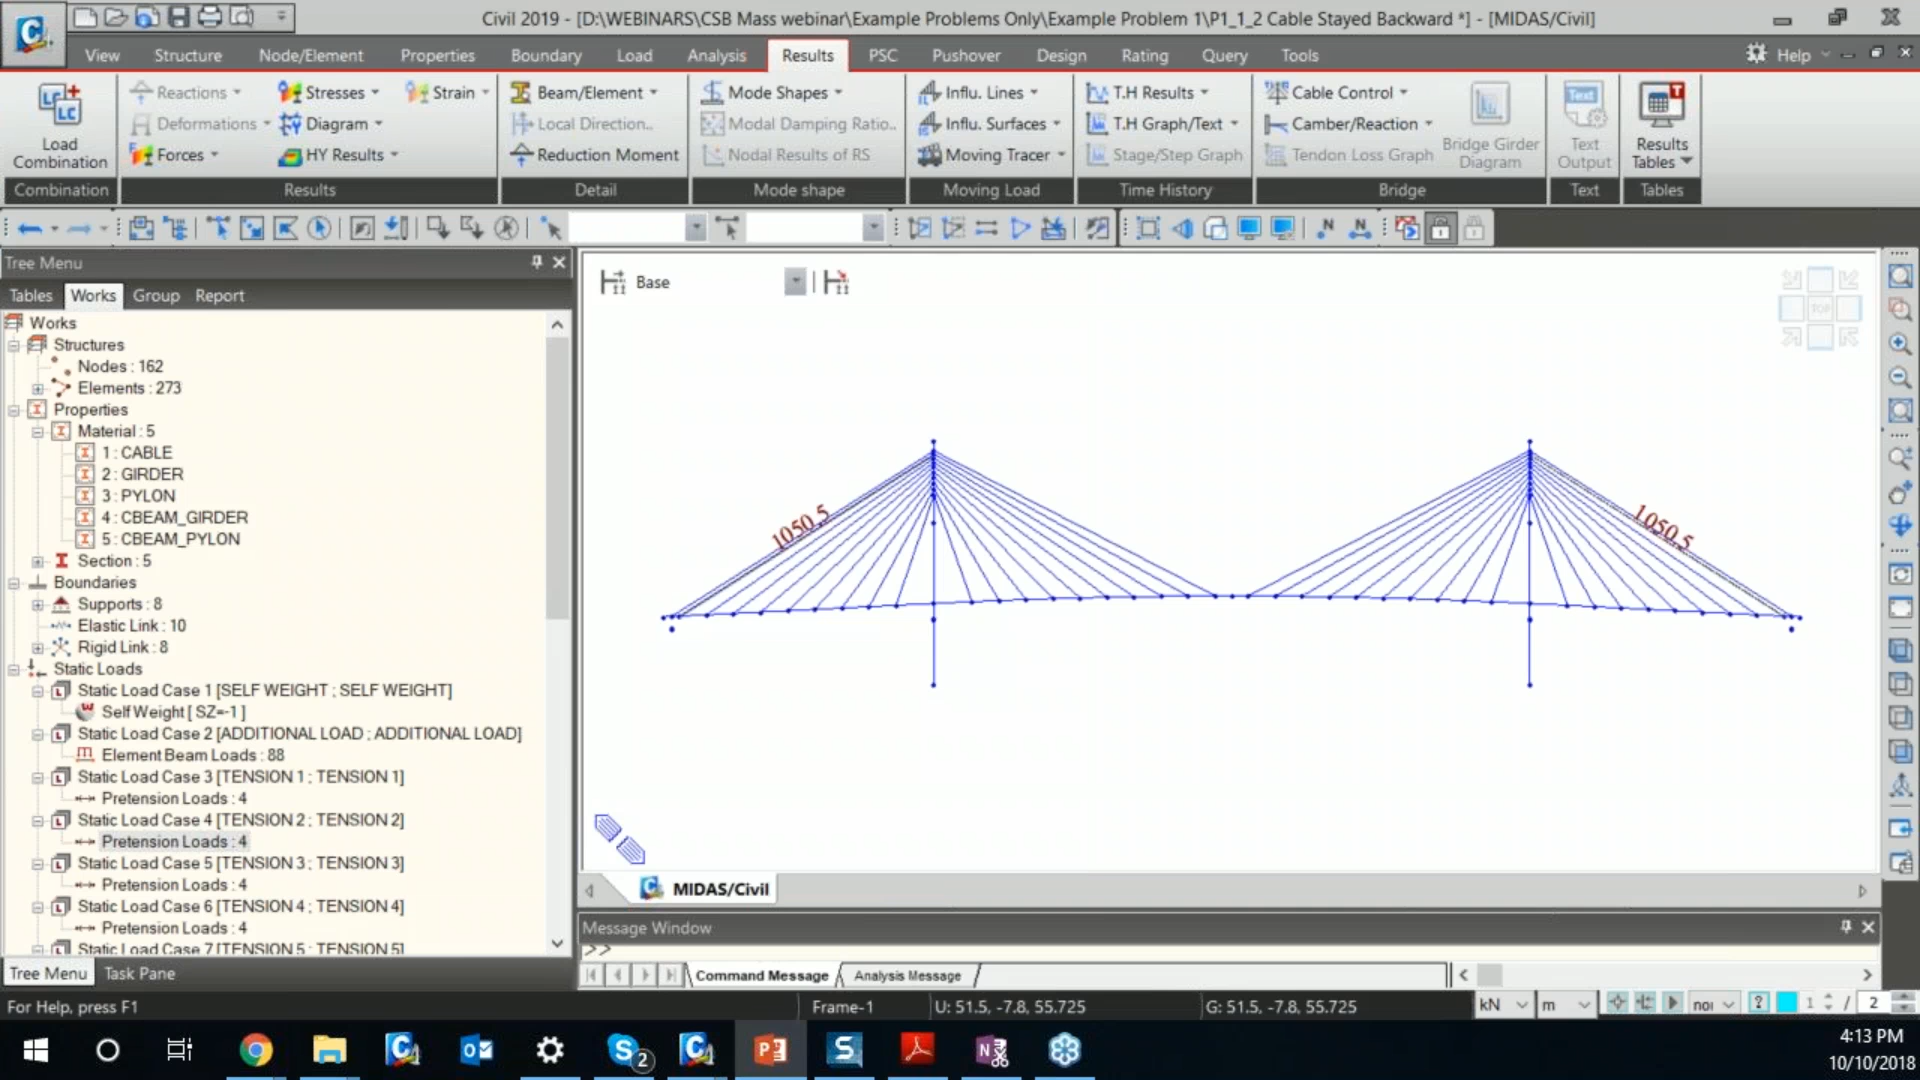 Civil 2019 - [D:\WEBINARS\CSB Mass webinar\Example Problems Only\Example Problem 1\P1_1_2 Cable Stayed Backward *] - [MIDAS/Civil]
View Structure Node/Element Properties Boundary Load Analysis Results PSC Pushover Design Rating Query Tools Help
Reactions Stresses Strain Beam/Element Mode Shapes Influ. Lines T.H Results Cable Control
Deformations Diagram Local Direction.. Modal Damping Ratio.. Influ. Surfaces T.H Graph/Text Camber/Reaction
Load Combination Forces HY Results Reduction Moment Nodal Results of RS Moving Tracer Stage/Step Graph Tendon Loss Graph Bridge Girder Diagram Text Output Results Tables
Combination Results Detail Mode shape Moving Load Time History Bridge Text Tables
Tree Menu
Tables Works Group Report
Works
Structures
Nodes : 162
Elements : 273
Properties
Material : 5
1 : CABLE
2 : GIRDER
3 : PYLON
4 : CBEAM_GIRDER
5 : CBEAM_PYLON
Section : 5
Boundaries
Supports : 8
Elastic Link : 10
Rigid Link : 8
Static Loads
Static Load Case 1 [SELF WEIGHT ; SELF WEIGHT]
Self Weight [ SZ=-1 ]
Static Load Case 2 [ADDITIONAL LOAD ; ADDITIONAL LOAD]
Element Beam Loads : 88
Static Load Case 3 [TENSION 1 ; TENSION 1]
Pretension Loads : 4
Static Load Case 4 [TENSION 2 ; TENSION 2]
Pretension Loads : 4
Static Load Case 5 [TENSION 3 ; TENSION 3]
Pretension Loads : 4
Static Load Case 6 [TENSION 4 ; TENSION 4]
Pretension Loads : 4
Static Load Case 7 [TENSION 5 ; TENSION 5]
Tree Menu Task Pane
Base
TOP
1050.5
1050.5
MIDAS/Civil
Message Window
>>
Command Message Analysis Message
For Help, press F1 Frame-1 U: 51.5, -7.8, 55.725 G: 51.5, -7.8, 55.725 kN m 1 / 2
4:13 PM
10/10/2018